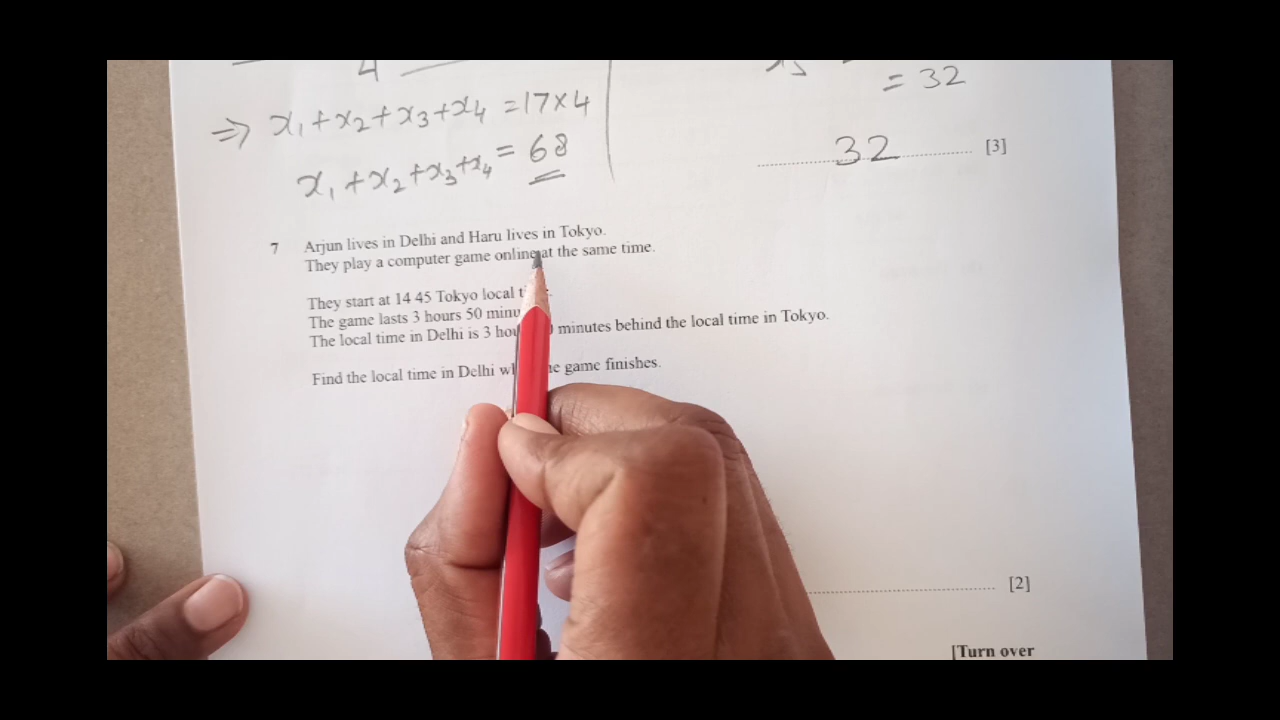 4
= 32
⇒ x₁ + x₂ + x₃ + x₄ = 17 × 4
x₁ + x₂ + x₃ + x₄ = 68
32 [3]
7 Arjun lives in Delhi and Haru lives in Tokyo.
They play a computer game online at the same time.
They start at 14 45 Tokyo local
The game lasts 3 hours 50
The local time in Delhi is 3 minutes behind the local time in Tokyo.
Find the local time in Delhi game finishes.
[2]
[Turn over